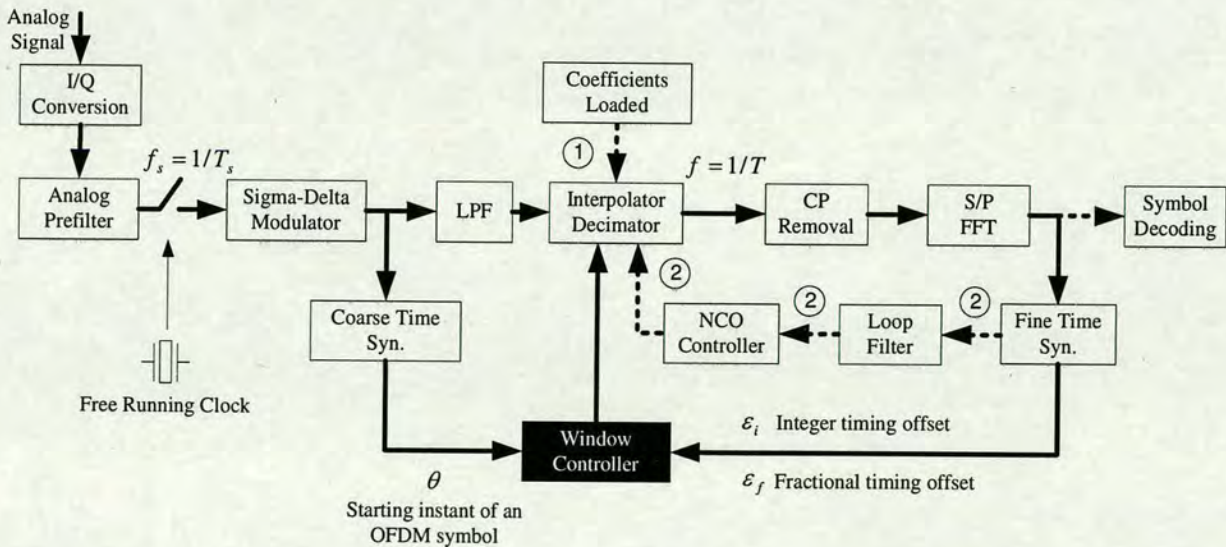 Analog
Signal
I/Q
Conversion
Coefficients
Loaded
①
f_s = 1/T_s
f = 1/T
Analog
Prefilter
Sigma-Delta
Modulator
LPF
Interpolator
Decimator
CP
Removal
S/P
FFT
Symbol
Decoding
②
②
②
Coarse Time
Syn.
NCO
Controller
Loop
Filter
Fine Time
Syn.
Free Running Clock
Window
Controller
ε_i Integer timing offset
ε_f Fractional timing offset
θ
Starting instant of an
OFDM symbol